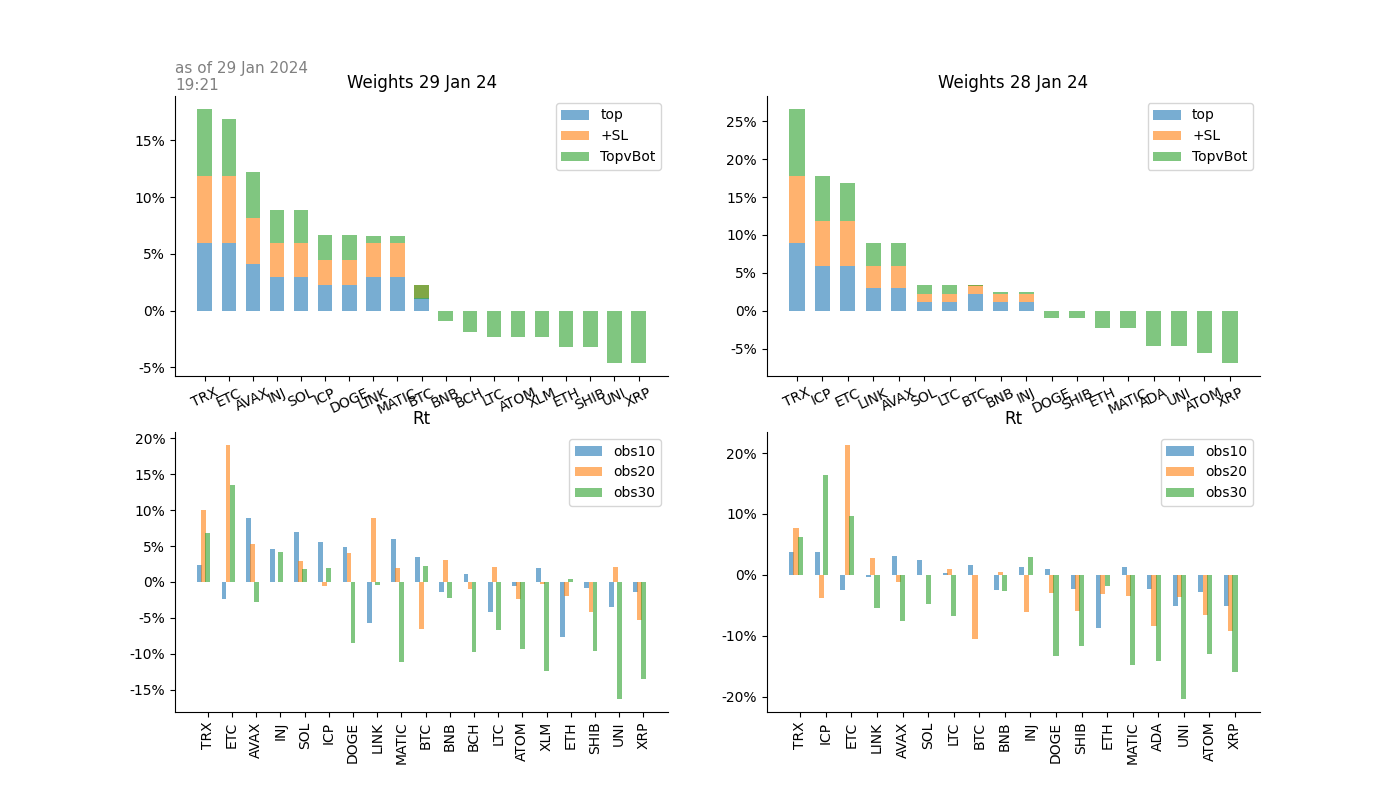 as of 29 Jan 2024
19:21
Weights 29 Jan 24
top
+SL
TopvBot
15%
10%
5%
0%
-5%
TRX ETC AVAX INJ SOL ICP DOGE LINK MATIC BTC BNB BCH LTC ATOM XLM ETH SHIB UNI XRP
Weights 28 Jan 24
top
+SL
TopvBot
25%
20%
15%
10%
5%
0%
-5%
TRX ICP ETC LINK AVAX SOL LTC BTC BNB INJ DOGE SHIB ETH MATIC ADA UNI ATOM XRP
Rt
obs10
obs20
obs30
20%
15%
10%
5%
0%
-5%
-10%
-15%
TRX ETC AVAX INJ SOL ICP DOGE LINK MATIC BTC BNB BCH LTC ATOM XLM ETH SHIB UNI XRP
Rt
obs10
obs20
obs30
20%
10%
0%
-10%
-20%
TRX ICP ETC LINK AVAX SOL LTC BTC BNB INJ DOGE SHIB ETH MATIC ADA UNI ATOM XRP